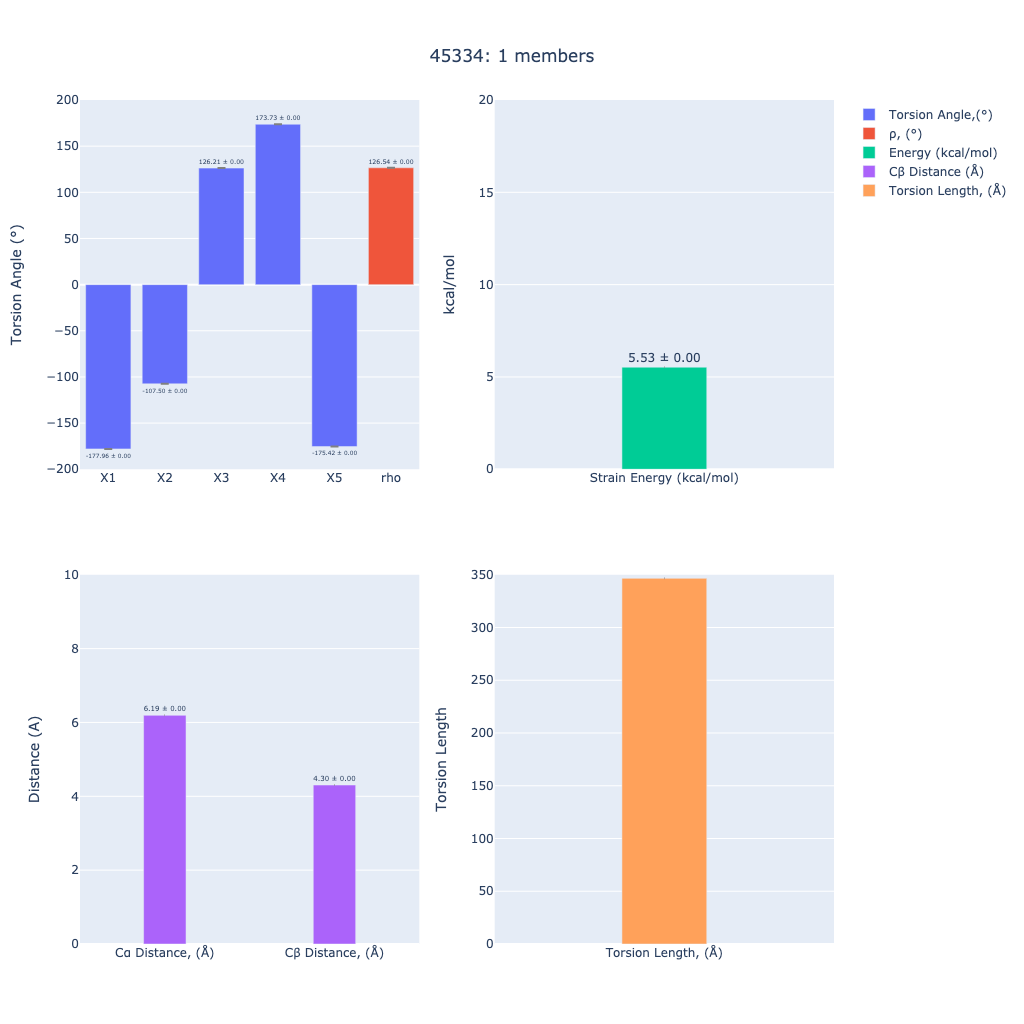 45334: 1 members
Torsion Angle (°)
200
150
100
50
0
−50
−100
−150
−200
-177.96 ± 0.00
-107.50 ± 0.00
126.21 ± 0.00
173.73 ± 0.00
-175.42 ± 0.00
126.54 ± 0.00
X1 X2 X3 X4 X5 rho
kcal/mol
20
15
10
5
0
5.53 ± 0.00
Strain Energy (kcal/mol)
Torsion Angle,(°)
ρ, (°)
Energy (kcal/mol)
Cβ Distance (Å)
Torsion Length, (Å)
Distance (A)
10
8
6
4
2
0
6.19 ± 0.00
4.30 ± 0.00
Cα Distance, (Å) Cβ Distance, (Å)
Torsion Length
350
300
250
200
150
100
50
0
Torsion Length, (Å)